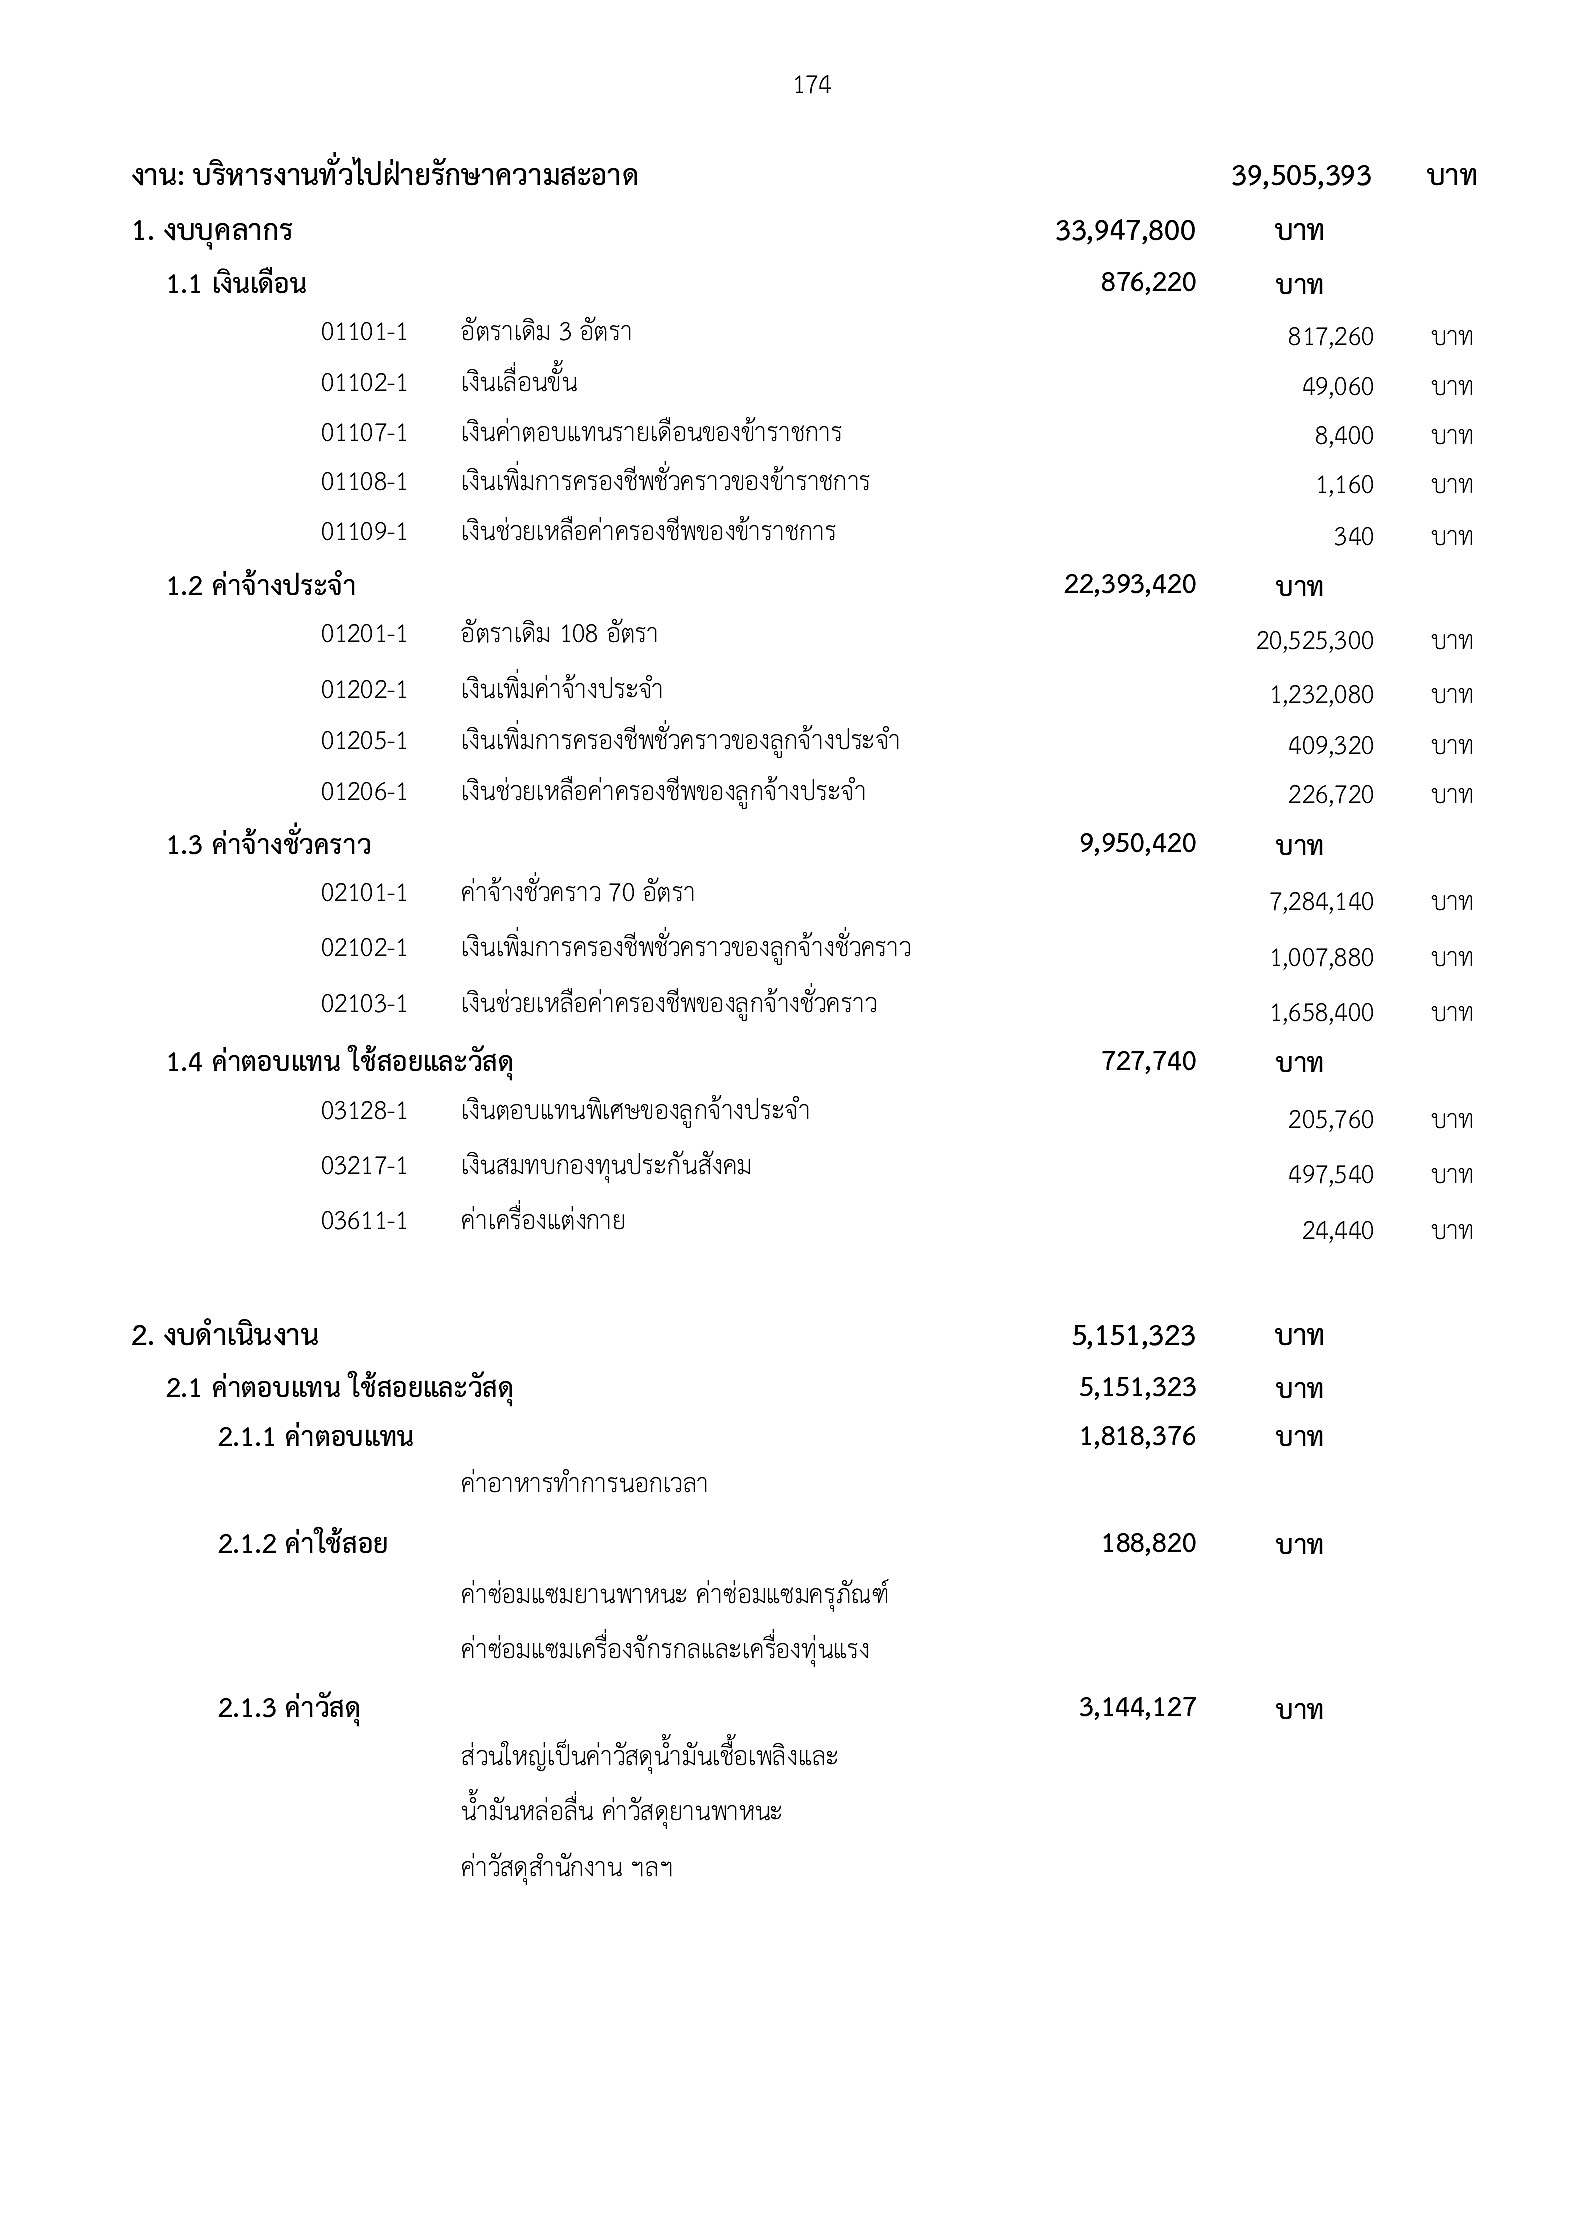 174
งาน: บริหารงานทั่วไปฝ่ายรักษาความสะอาด 39,505,393 บาท
1. งบบุคลากร 33,947,800 บาท
1.1 เงินเดือน 876,220 บาท
01101-1 อัตราเดิม 3 อัตรา 817,260 บาท
01102-1 เงินเลื่อนขั้น 49,060 บาท
01107-1 เงินค่าตอบแทนรายเดือนของข้าราชการ 8,400 บาท
01108-1 เงินเพิ่มการครองชีพชั่วคราวของข้าราชการ 1,160 บาท
01109-1 เงินช่วยเหลือค่าครองชีพของข้าราชการ 340 บาท
1.2 ค่าจ้างประจำ 22,393,420 บาท
01201-1 อัตราเดิม 108 อัตรา 20,525,300 บาท
01202-1 เงินเพิ่มค่าจ้างประจำ 1,232,080 บาท
01205-1 เงินเพิ่มการครองชีพชั่วคราวของลูกจ้างประจำ 409,320 บาท
01206-1 เงินช่วยเหลือค่าครองชีพของลูกจ้างประจำ 226,720 บาท
1.3 ค่าจ้างชั่วคราว 9,950,420 บาท
02101-1 ค่าจ้างชั่วคราว 70 อัตรา 7,284,140 บาท
02102-1 เงินเพิ่มการครองชีพชั่วคราวของลูกจ้างชั่วคราว 1,007,880 บาท
02103-1 เงินช่วยเหลือค่าครองชีพของลูกจ้างชั่วคราว 1,658,400 บาท
1.4 ค่าตอบแทน ใช้สอยและวัสดุ 727,740 บาท
03128-1 เงินตอบแทนพิเศษของลูกจ้างประจำ 205,760 บาท
03217-1 เงินสมทบกองทุนประกันสังคม 497,540 บาท
03611-1 ค่าเครื่องแต่งกาย 24,440 บาท
2. งบดำเนินงาน 5,151,323 บาท
2.1 ค่าตอบแทน ใช้สอยและวัสดุ 5,151,323 บาท
2.1.1 ค่าตอบแทน 1,818,376 บาท
ค่าอาหารทำการนอกเวลา
2.1.2 ค่าใช้สอย 188,820 บาท
ค่าซ่อมแซมยานพาหนะ ค่าซ่อมแซมครุภัณฑ์
ค่าซ่อมแซมเครื่องจักรกลและเครื่องทุ่นแรง
2.1.3 ค่าวัสดุ 3,144,127 บาท
ส่วนใหญ่เป็นค่าวัสดุน้ำมันเชื้อเพลิงและ
น้ำมันหล่อลื่น ค่าวัสดุยานพาหนะ
ค่าวัสดุสำนักงาน ฯลฯ